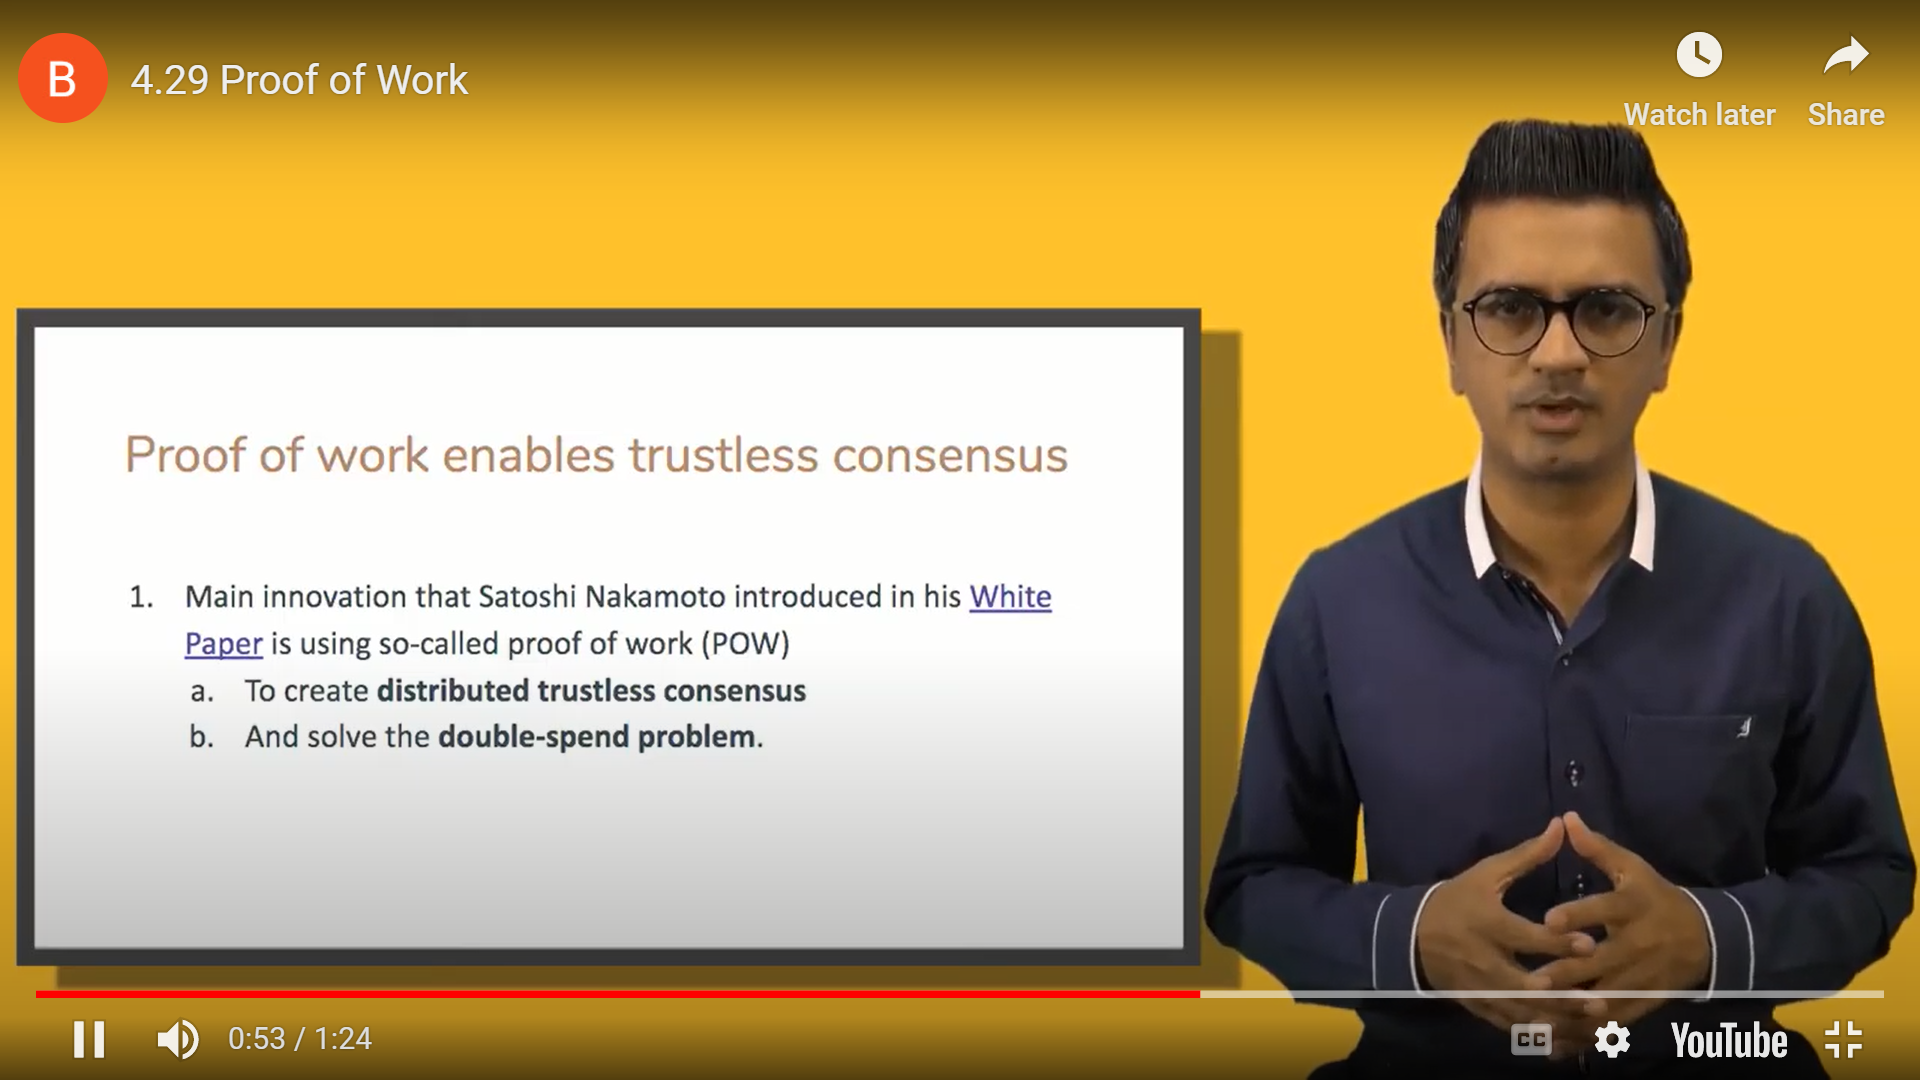 B
4.29 Proof of Work
Watch later
Share
Proof of work enables trustless consensus
1. Main innovation that Satoshi Nakamoto introduced in his White
Paper is using so-called proof of work (POW)
a. To create distributed trustless consensus
b. And solve the double-spend problem.
0:53 / 1:24
CC
YouTube